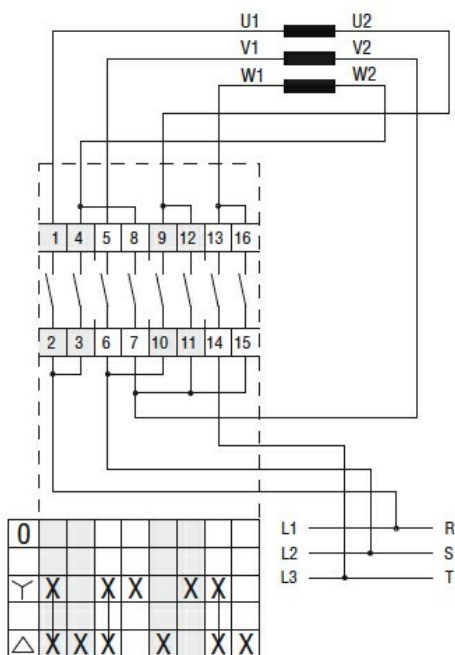 U1 U2
V1 V2
W1 W2
1 4 5 8 9 12 13 16
2 3 6 7 10 11 14 15
L1 R
L2 S
L3 T
0
Y X X X X X
△ X X X X X X